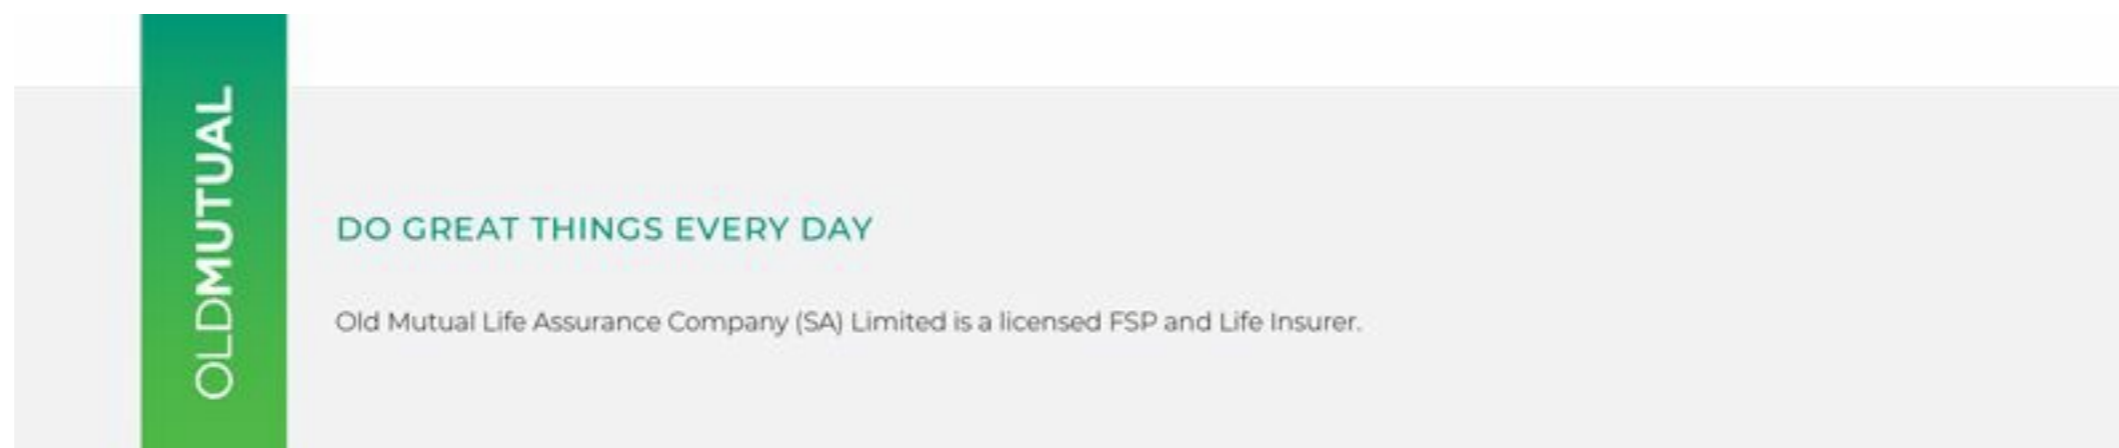 OLDMUTUAL
DO GREAT THINGS EVERY DAY
Old Mutual Life Assurance Company (SA) Limited is a licensed FSP and Life Insurer.